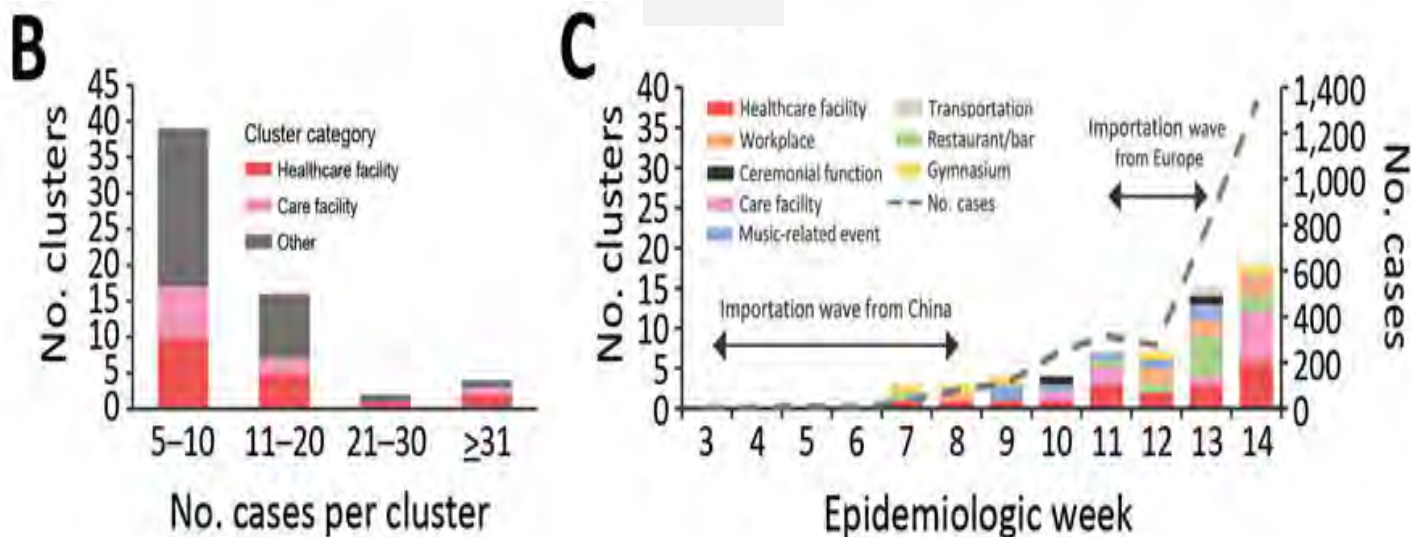 B
45
40
35
30
25
20
15
10
5
0
No. clusters
Cluster category
Healthcare facility
Care facility
Other
5–10 11–20 21–30 ≥31
No. cases per cluster
C
40
35
30
25
20
15
10
5
0
No. clusters
Healthcare facility
Workplace
Ceremonial function
Care facility
Music-related event
Transportation
Restaurant/bar
Gymnasium
No. cases
Importation wave from China
Importation wave
from Europe
1,400
1,200
1,000
800
600
400
200
0
No. cases
3 4 5 6 7 8 9 10 11 12 13 14
Epidemiologic week